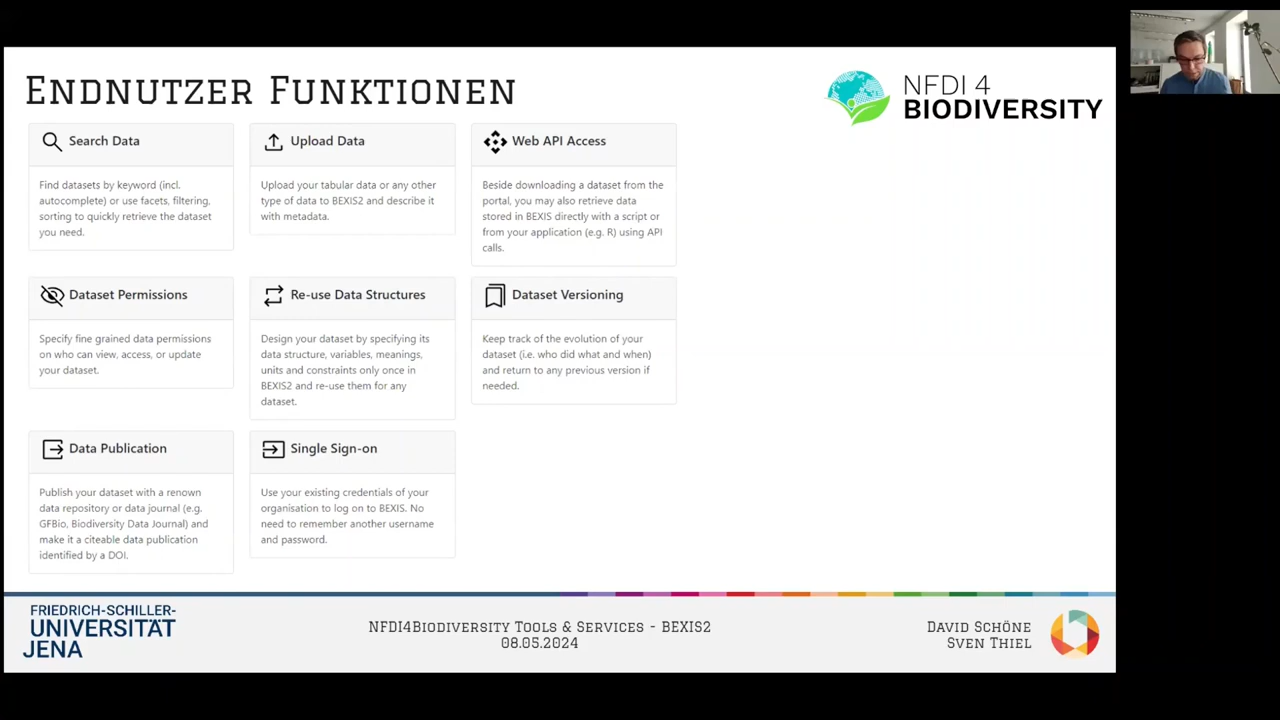 ENDNUTZER FUNKTIONEN
NFDI 4
BIODIVERSITY
Search Data
Find datasets by keyword (incl.
autocomplete) or use facets, filtering,
sorting to quickly retrieve the dataset
you need.
Upload Data
Upload your tabular data or any other
type of data to BEXIS2 and describe it
with metadata.
Web API Access
Beside downloading a dataset from the
portal, you may also retrieve data
stored in BEXIS directly with a script or
from your application (e.g. R) using API
calls.
Dataset Permissions
Specify fine grained data permissions
on who can view, access, or update
your dataset.
Re-use Data Structures
Design your dataset by specifying its
data structure, variables, meanings,
units and constraints only once in
BEXIS2 and re-use them for any
dataset.
Dataset Versioning
Keep track of the evolution of your
dataset (i.e. who did what and when)
and return to any previous version if
needed.
Data Publication
Publish your dataset with a renown
data repository or data journal (e.g.
GFBio, Biodiversity Data Journal) and
make it a citeable data publication
identified by a DOI.
Single Sign-on
Use your existing credentials of your
organisation to log on to BEXIS. No
need to remember another username
and password.
FRIEDRICH-SCHILLER-
UNIVERSITÄT
JENA
NFDI4BIODIVERSITY TOOLS & SERVICES - BEXIS2
08.05.2024
DAVID SCHÖNE
SVEN THIEL